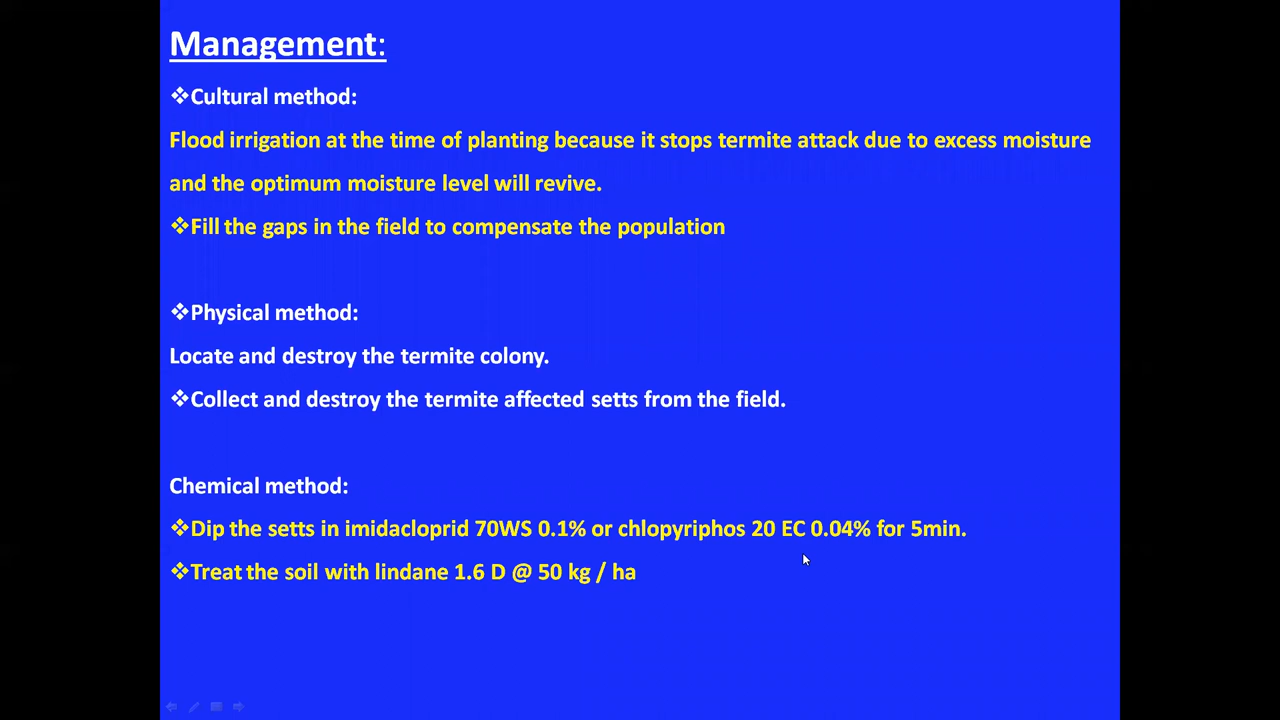 Management:
❖Cultural method:
Flood irrigation at the time of planting because it stops termite attack due to excess moisture
and the optimum moisture level will revive.
❖Fill the gaps in the field to compensate the population
❖Physical method:
Locate and destroy the termite colony.
❖Collect and destroy the termite affected setts from the field.
Chemical method:
❖Dip the setts in imidacloprid 70WS 0.1% or chlopyriphos 20 EC 0.04% for 5min.
❖Treat the soil with lindane 1.6 D @ 50 kg / ha